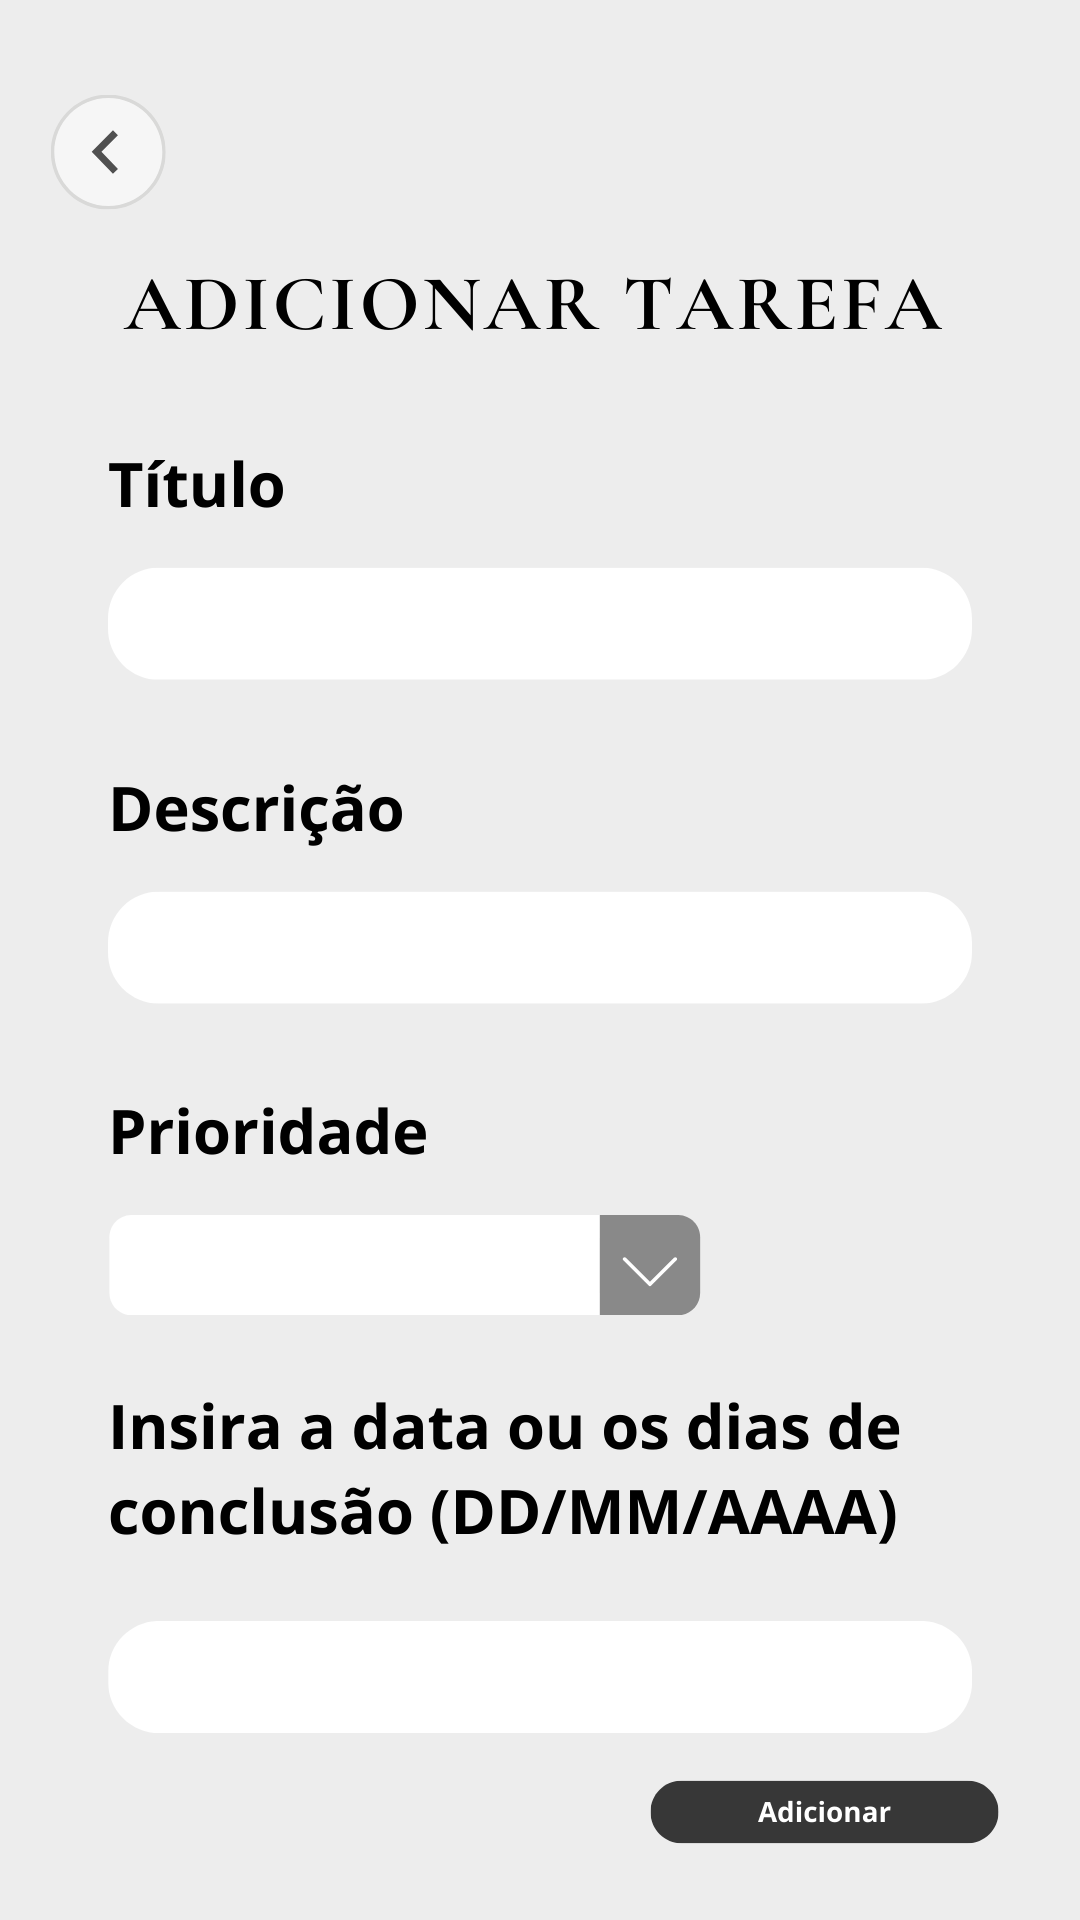 ADICIONAR TAREFA
Título
Descrição
Prioridade
Insira a data ou os dias de
conclusão (DD/MM/AAAA)
Adicionar